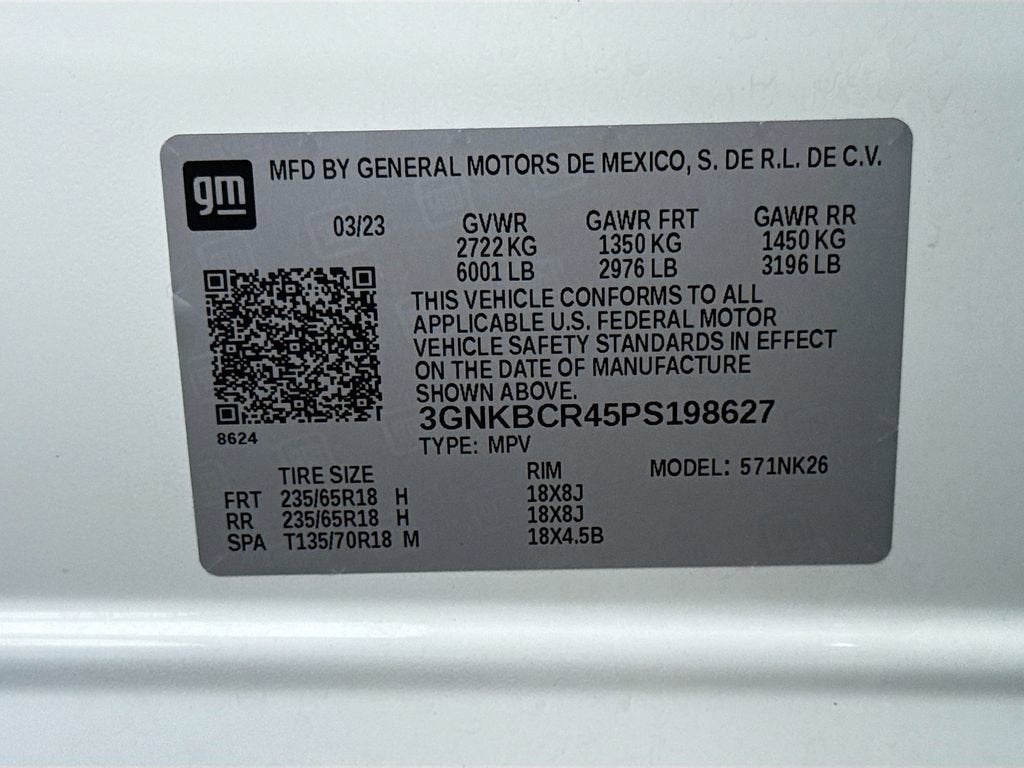 gm
MFD BY GENERAL MOTORS DE MEXICO, S. DE R.L. DE C.V.
03/23 GVWR GAWR FRT GAWR RR
2722 KG 1350 KG 1450 KG
6001 LB 2976 LB 3196 LB
THIS VEHICLE CONFORMS TO ALL
APPLICABLE U.S. FEDERAL MOTOR
VEHICLE SAFETY STANDARDS IN EFFECT
ON THE DATE OF MANUFACTURE
SHOWN ABOVE.
3GNKBCR45PS198627
8624
TYPE: MPV
TIRE SIZE RIM MODEL: 571NK26
FRT 235/65R18 H 18X8J
RR 235/65R18 H 18X8J
SPA T135/70R18 M 18X4.5B